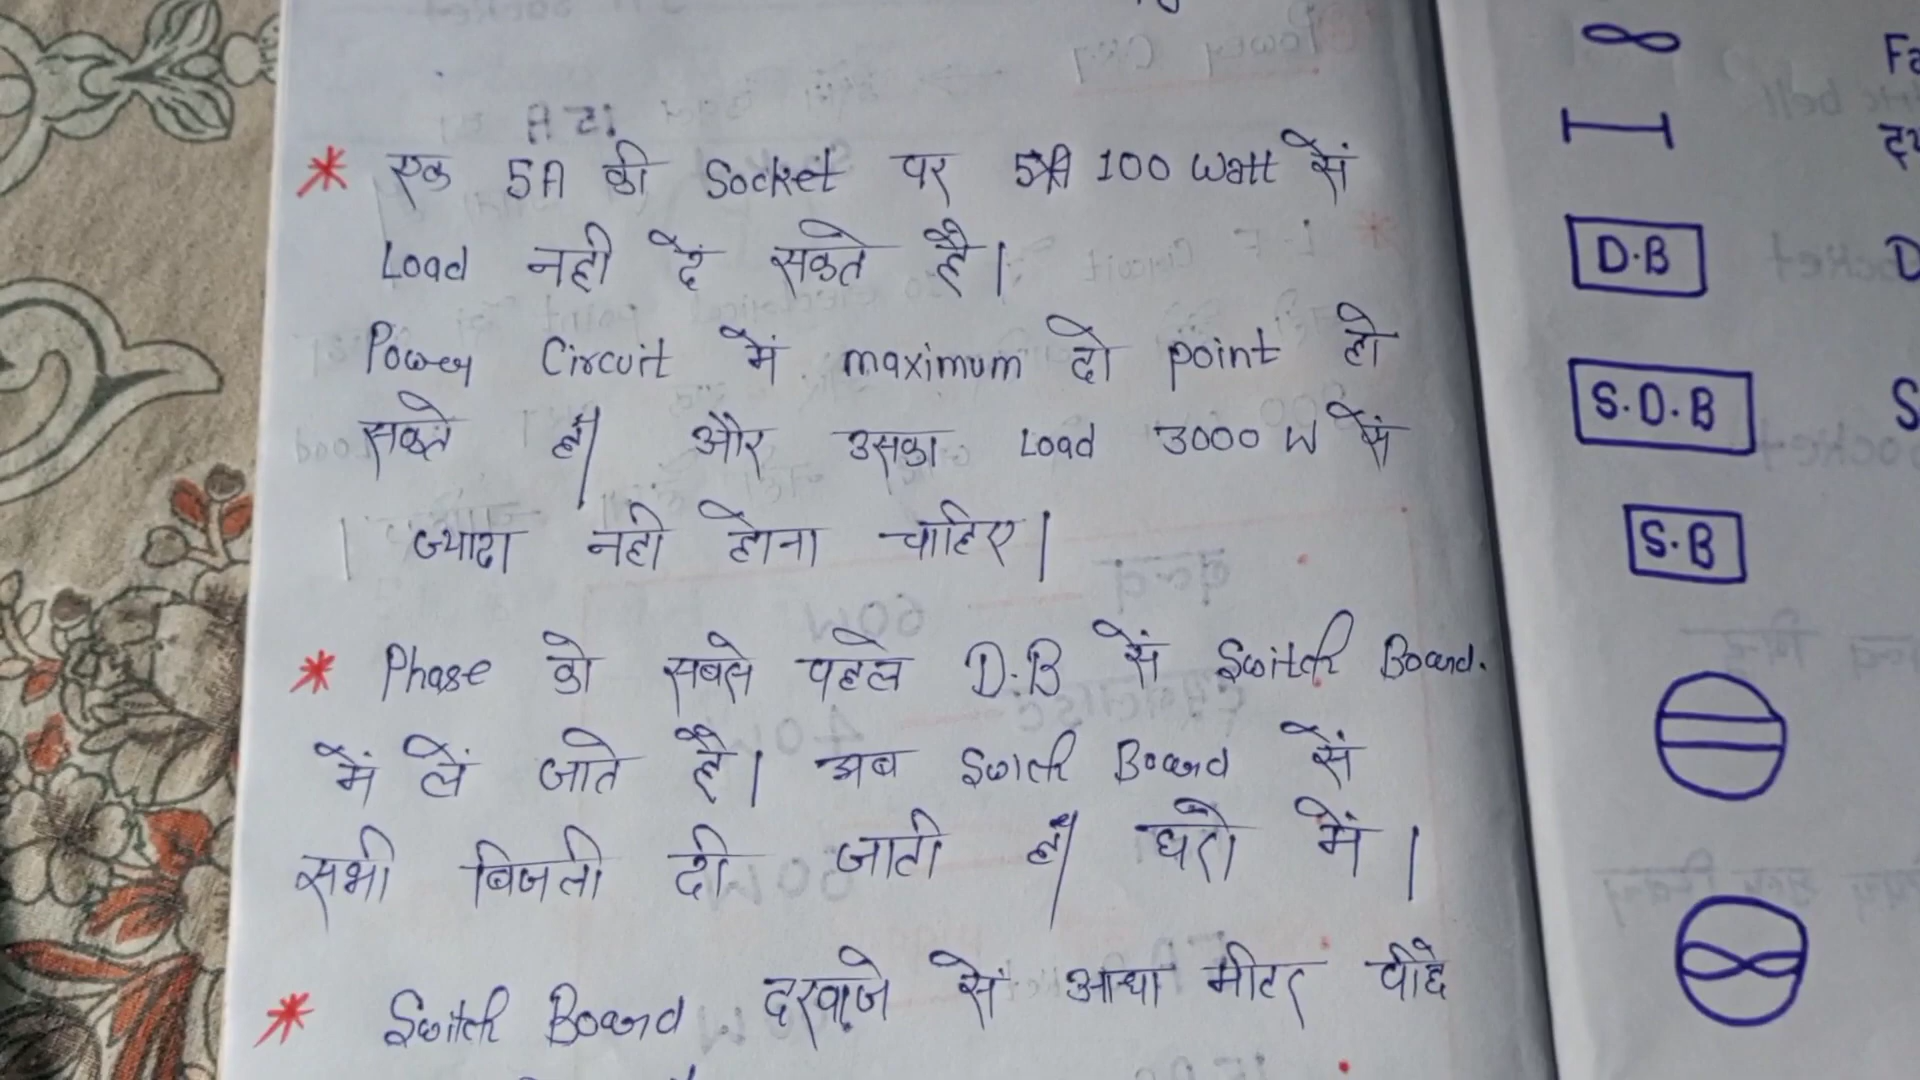 * एक 5A की Socket पर 100 Watt सें
Load नही दें सकते है।
Power Circuit में maximum दो point हो
सकते है। और उसका Load 3000 W सें
ज्यादा नही होना चाहिए।
* Phase को सबसे पहले D.B सें Switch Board.
में लें जाते है। अब Switch Board सें
सभी बिजली दी जाती है। घरो में।
* Switch Board दरवाजे सें आधा मीटर पीछे
D.B
S.D.B
S.B